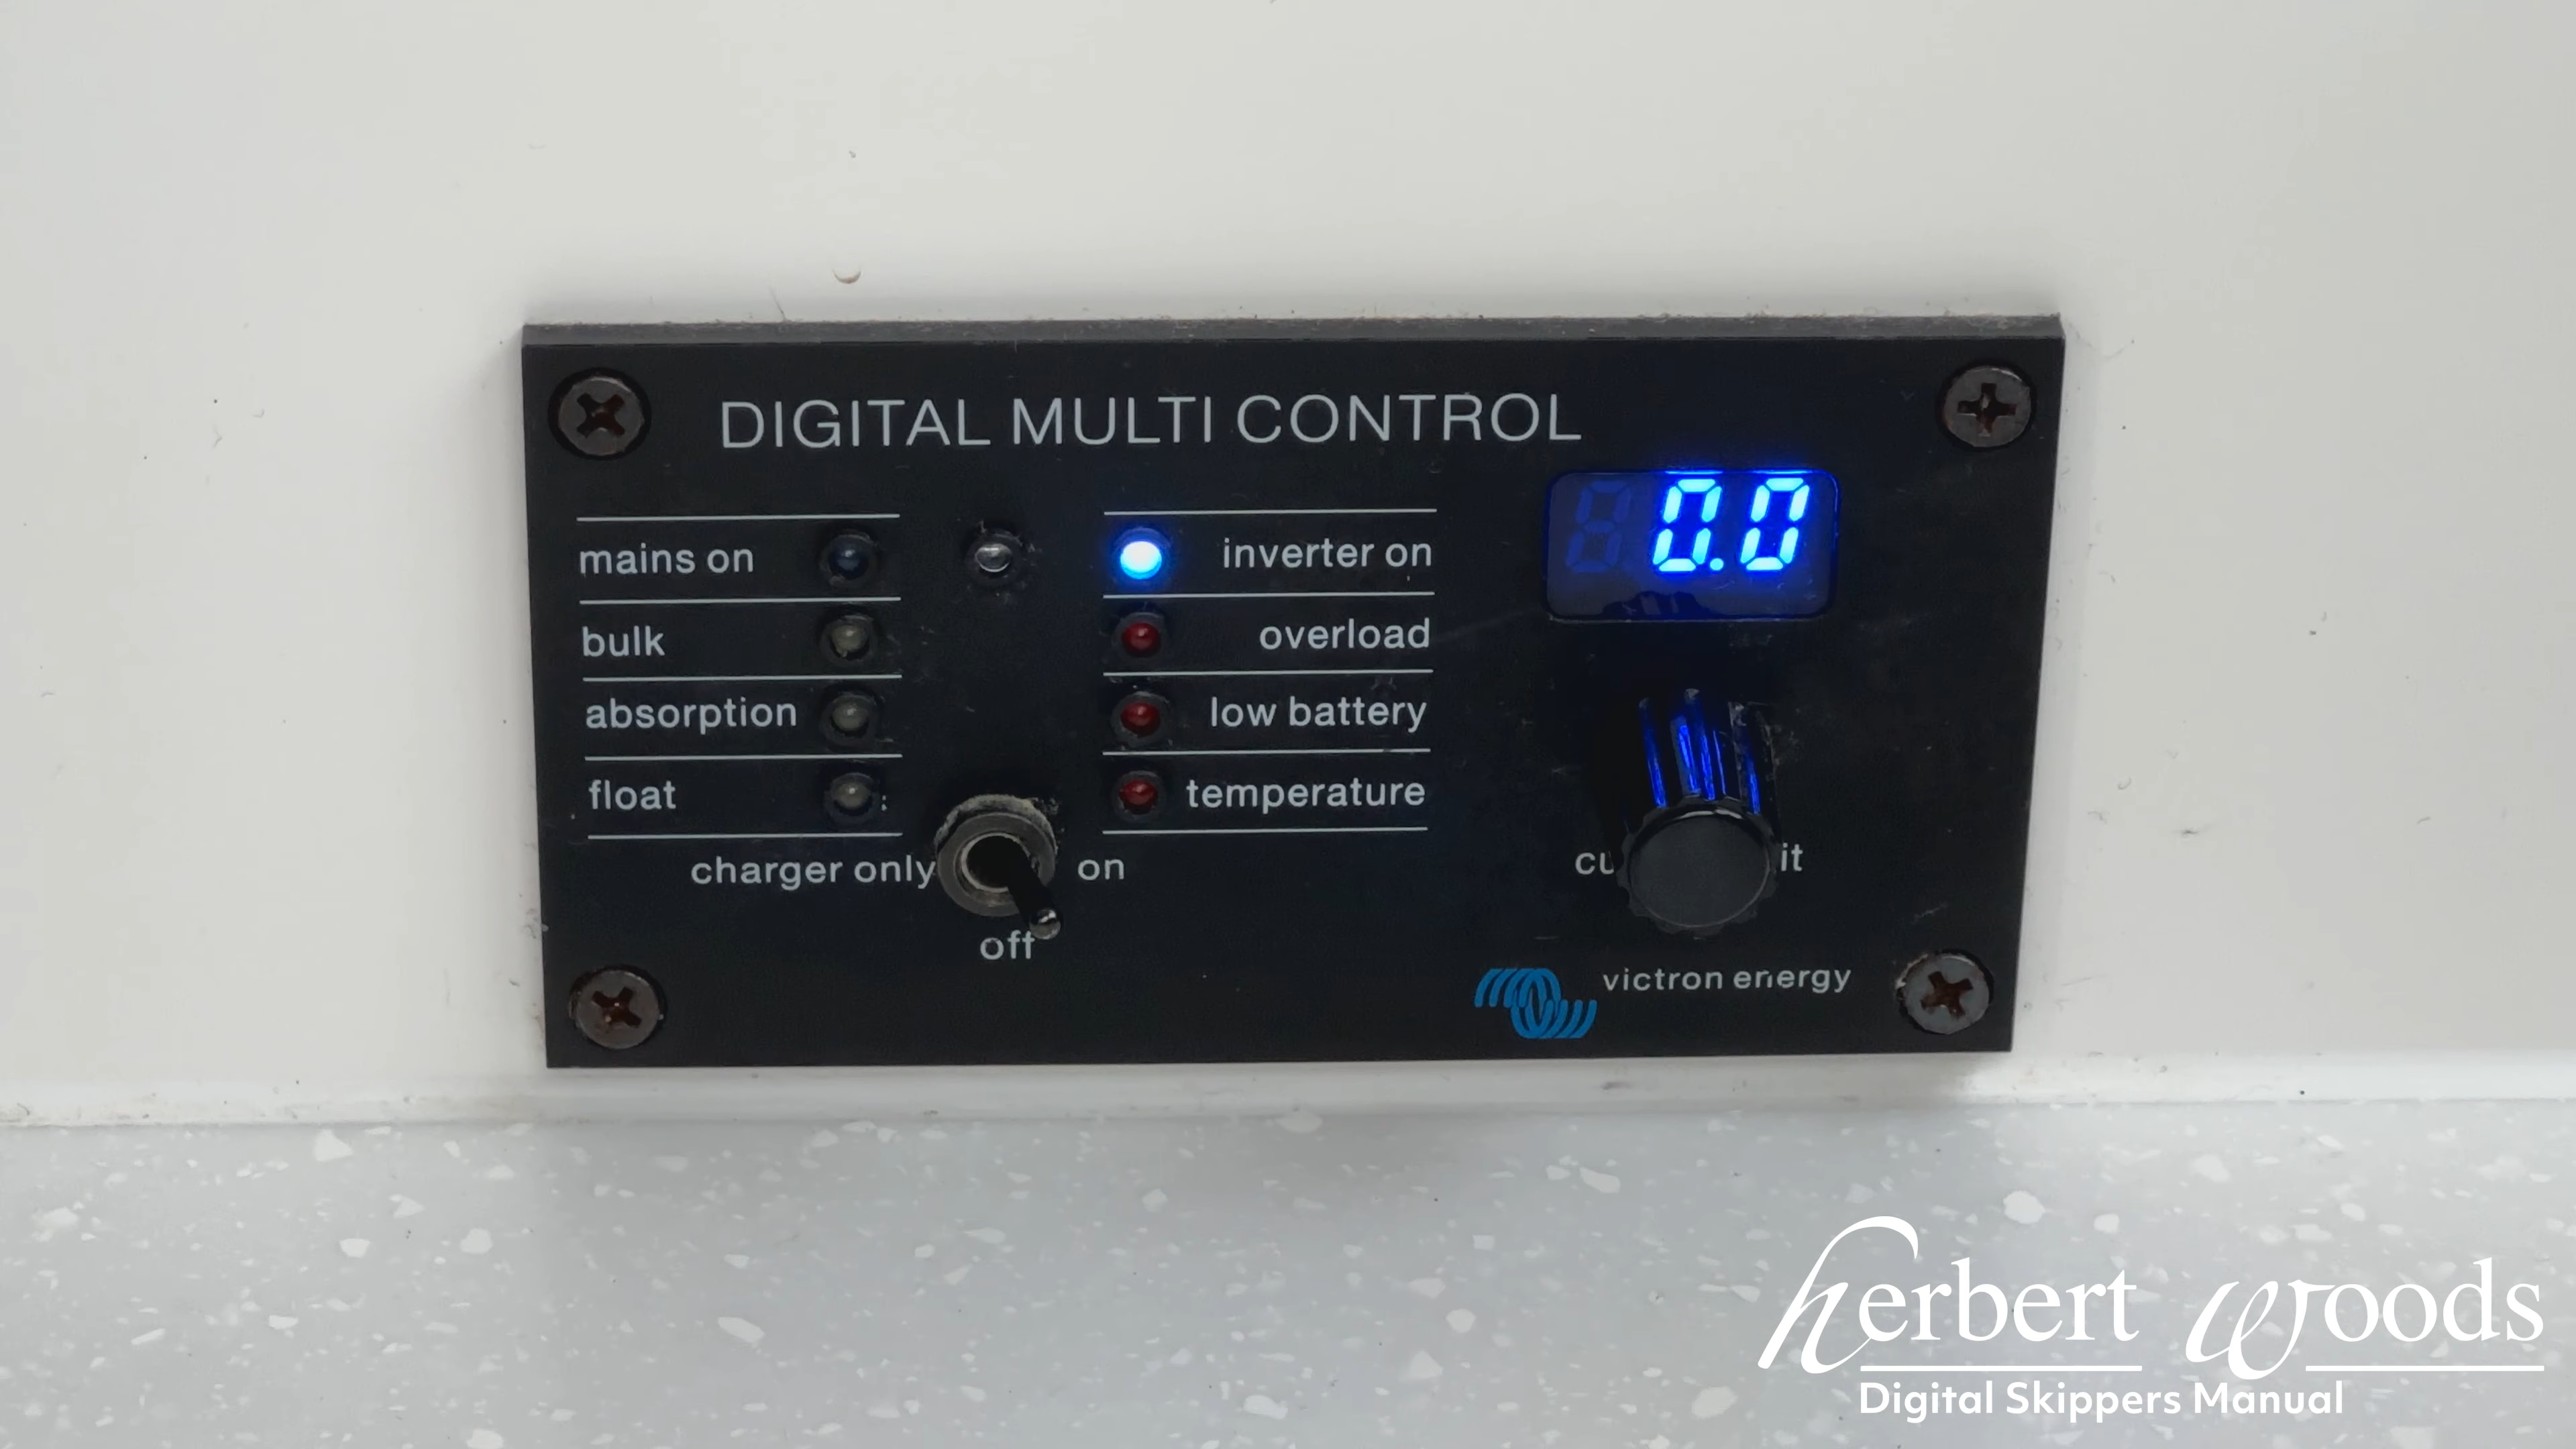 DIGITAL MULTI CONTROL
0.0
mains on
bulk
absorption
float
inverter on
overload
low battery
temperature
charger only
on
off
victron energy
herbert woods
Digital Skippers Manual